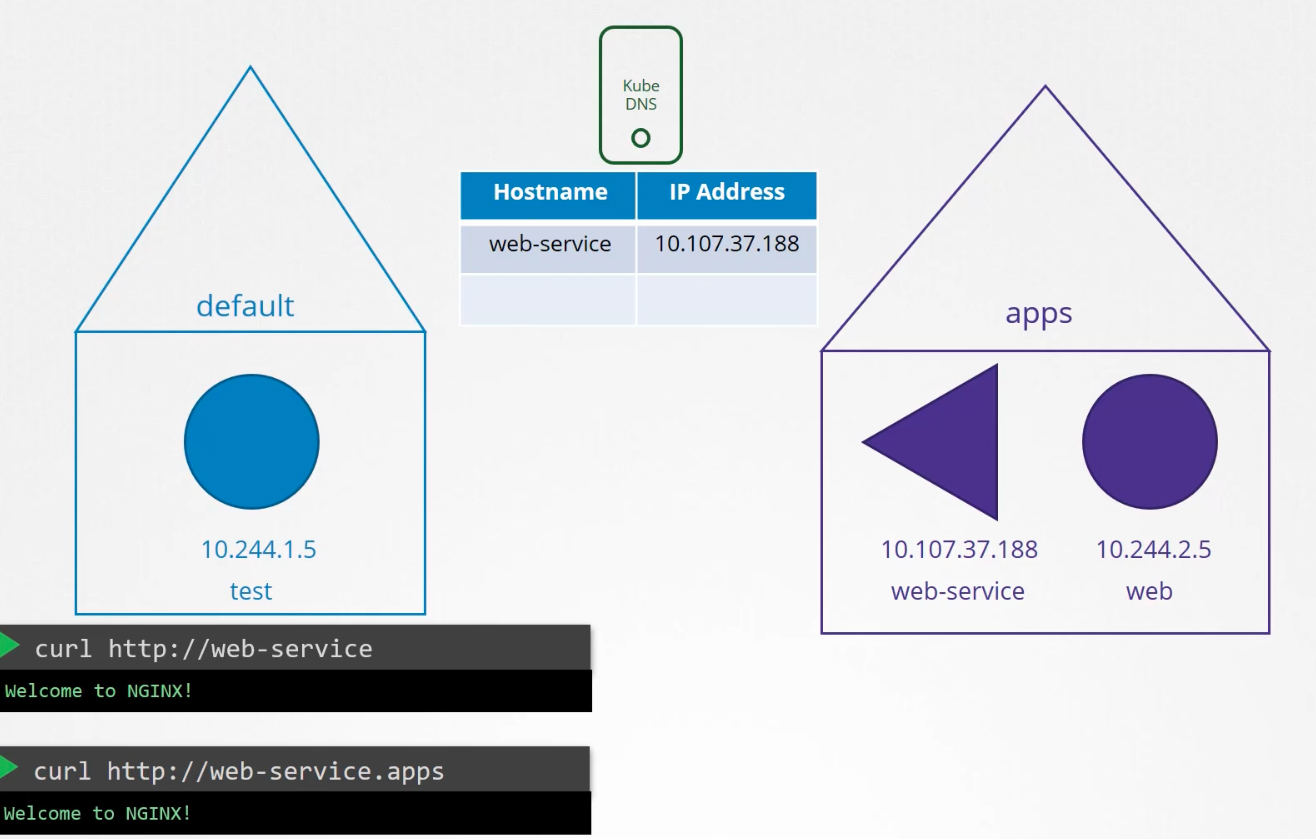 Kube
DNS
Hostname IP Address
web-service 10.107.37.188
default
10.244.1.5
test
apps
10.107.37.188 10.244.2.5
web-service web
curl http://web-service
Welcome to NGINX!
curl http://web-service.apps
Welcome to NGINX!